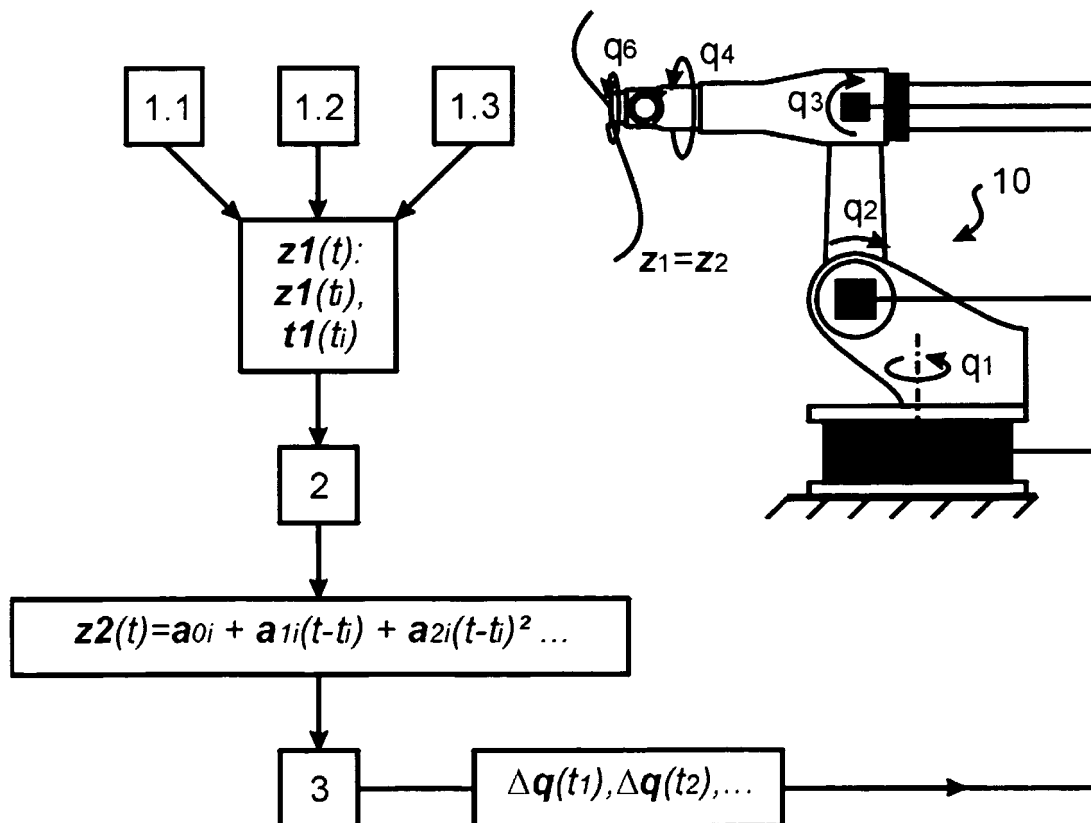 1.1
1.2
1.3
z1(t):
z1(ti),
t1(ti)
2
z2(t)=a0i + a1i(t-ti) + a2i(t-ti)² ...
3
Δq(t1),Δq(t2),...
q6
q4
q3
10
q2
z1=z2
q1